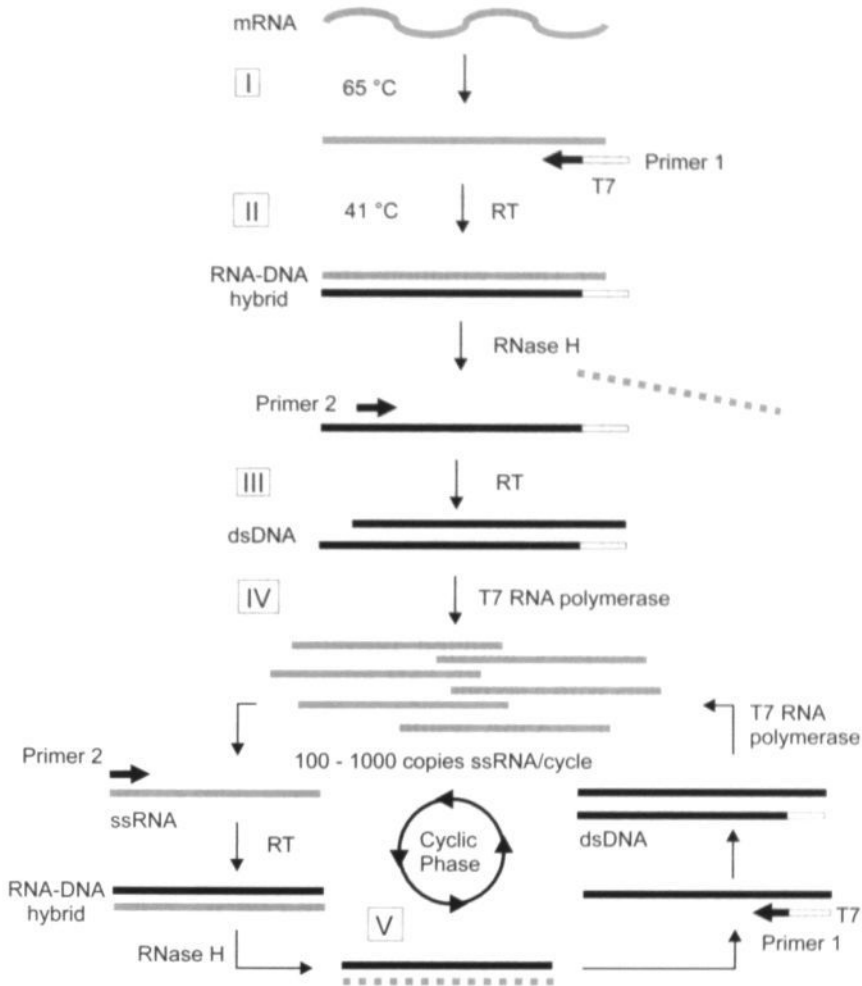 mRNA
I
65 °C
Primer 1
T7
II
41 °C
RT
RNA-DNA
hybrid
RNase H
Primer 2
III
RT
dsDNA
IV
T7 RNA polymerase
T7 RNA
polymerase
100 - 1000 copies ssRNA/cycle
Primer 2
ssRNA
RT
Cyclic
Phase
dsDNA
RNA-DNA
hybrid
V
T7
Primer 1
RNase H